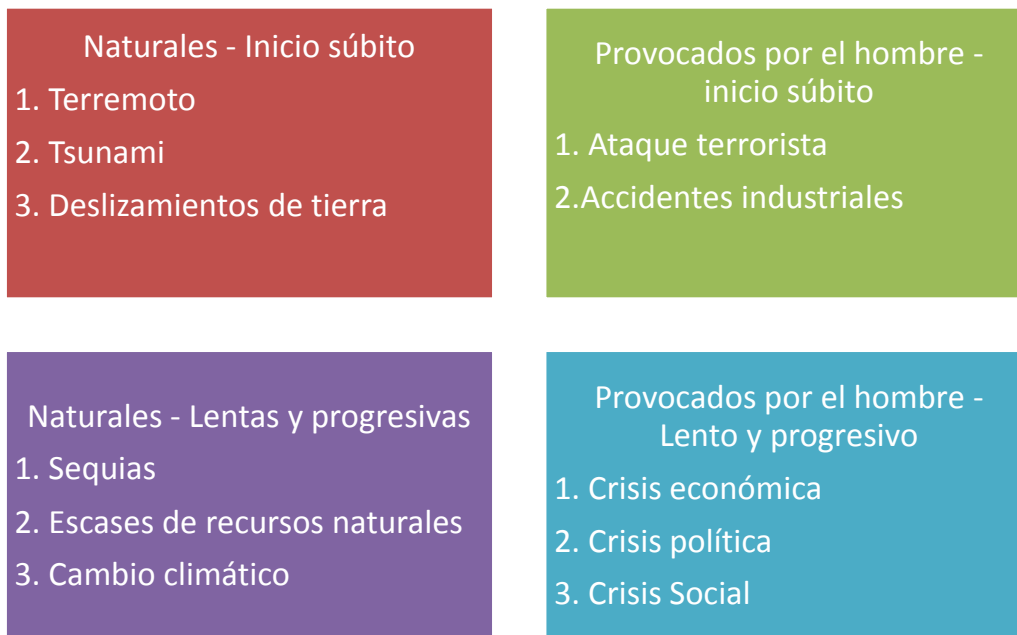 Naturales - Inicio súbito
1. Terremoto
2. Tsunami
3. Deslizamientos de tierra
Provocados por el hombre -
inicio súbito
1. Ataque terrorista
2.Accidentes industriales
Naturales - Lentas y progresivas
1. Sequias
2. Escases de recursos naturales
3. Cambio climático
Provocados por el hombre -
Lento y progresivo
1. Crisis económica
2. Crisis política
3. Crisis Social